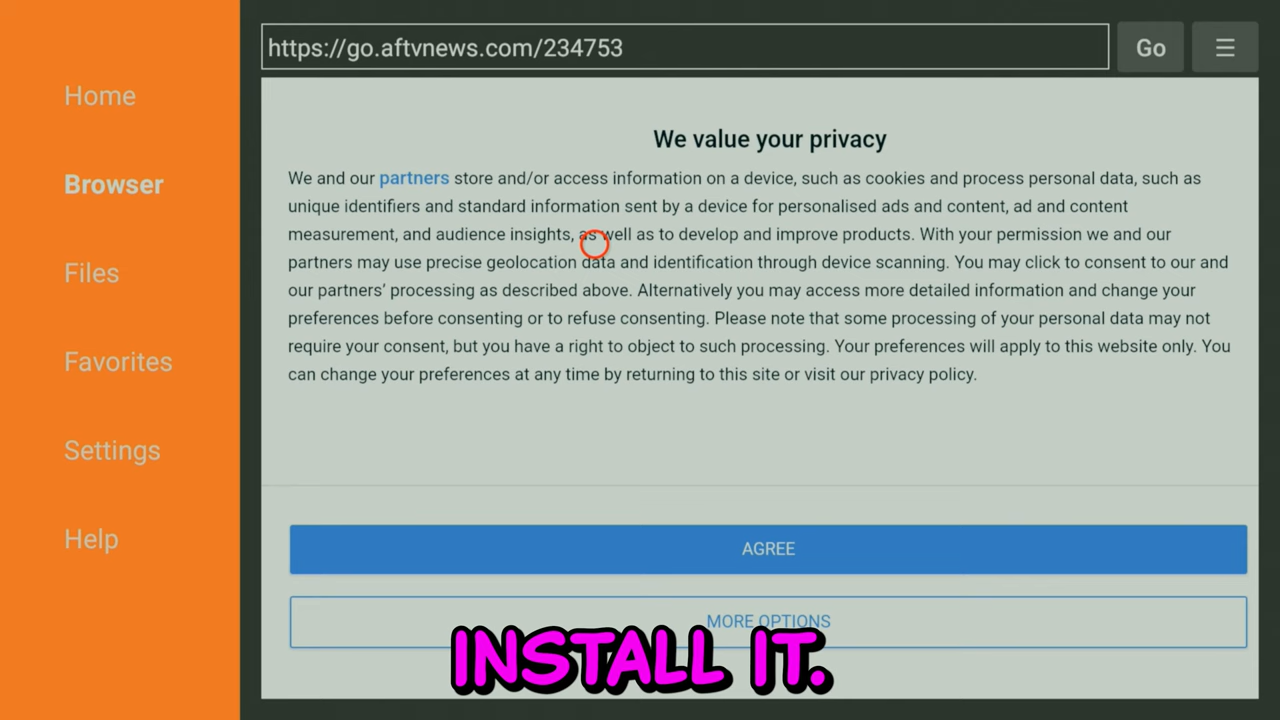 https://go.aftvnews.com/234753
Go
☰
Home
Browser
Files
Favorites
Settings
Help
We value your privacy
We and our partners store and/or access information on a device, such as cookies and process personal data, such as
unique identifiers and standard information sent by a device for personalised ads and content, ad and content
measurement, and audience insights, as well as to develop and improve products. With your permission we and our
partners may use precise geolocation data and identification through device scanning. You may click to consent to our and
our partners’ processing as described above. Alternatively you may access more detailed information and change your
preferences before consenting or to refuse consenting. Please note that some processing of your personal data may not
require your consent, but you have a right to object to such processing. Your preferences will apply to this website only. You
can change your preferences at any time by returning to this site or visit our privacy policy.
AGREE
MORE OPTIONS
INSTALL IT.